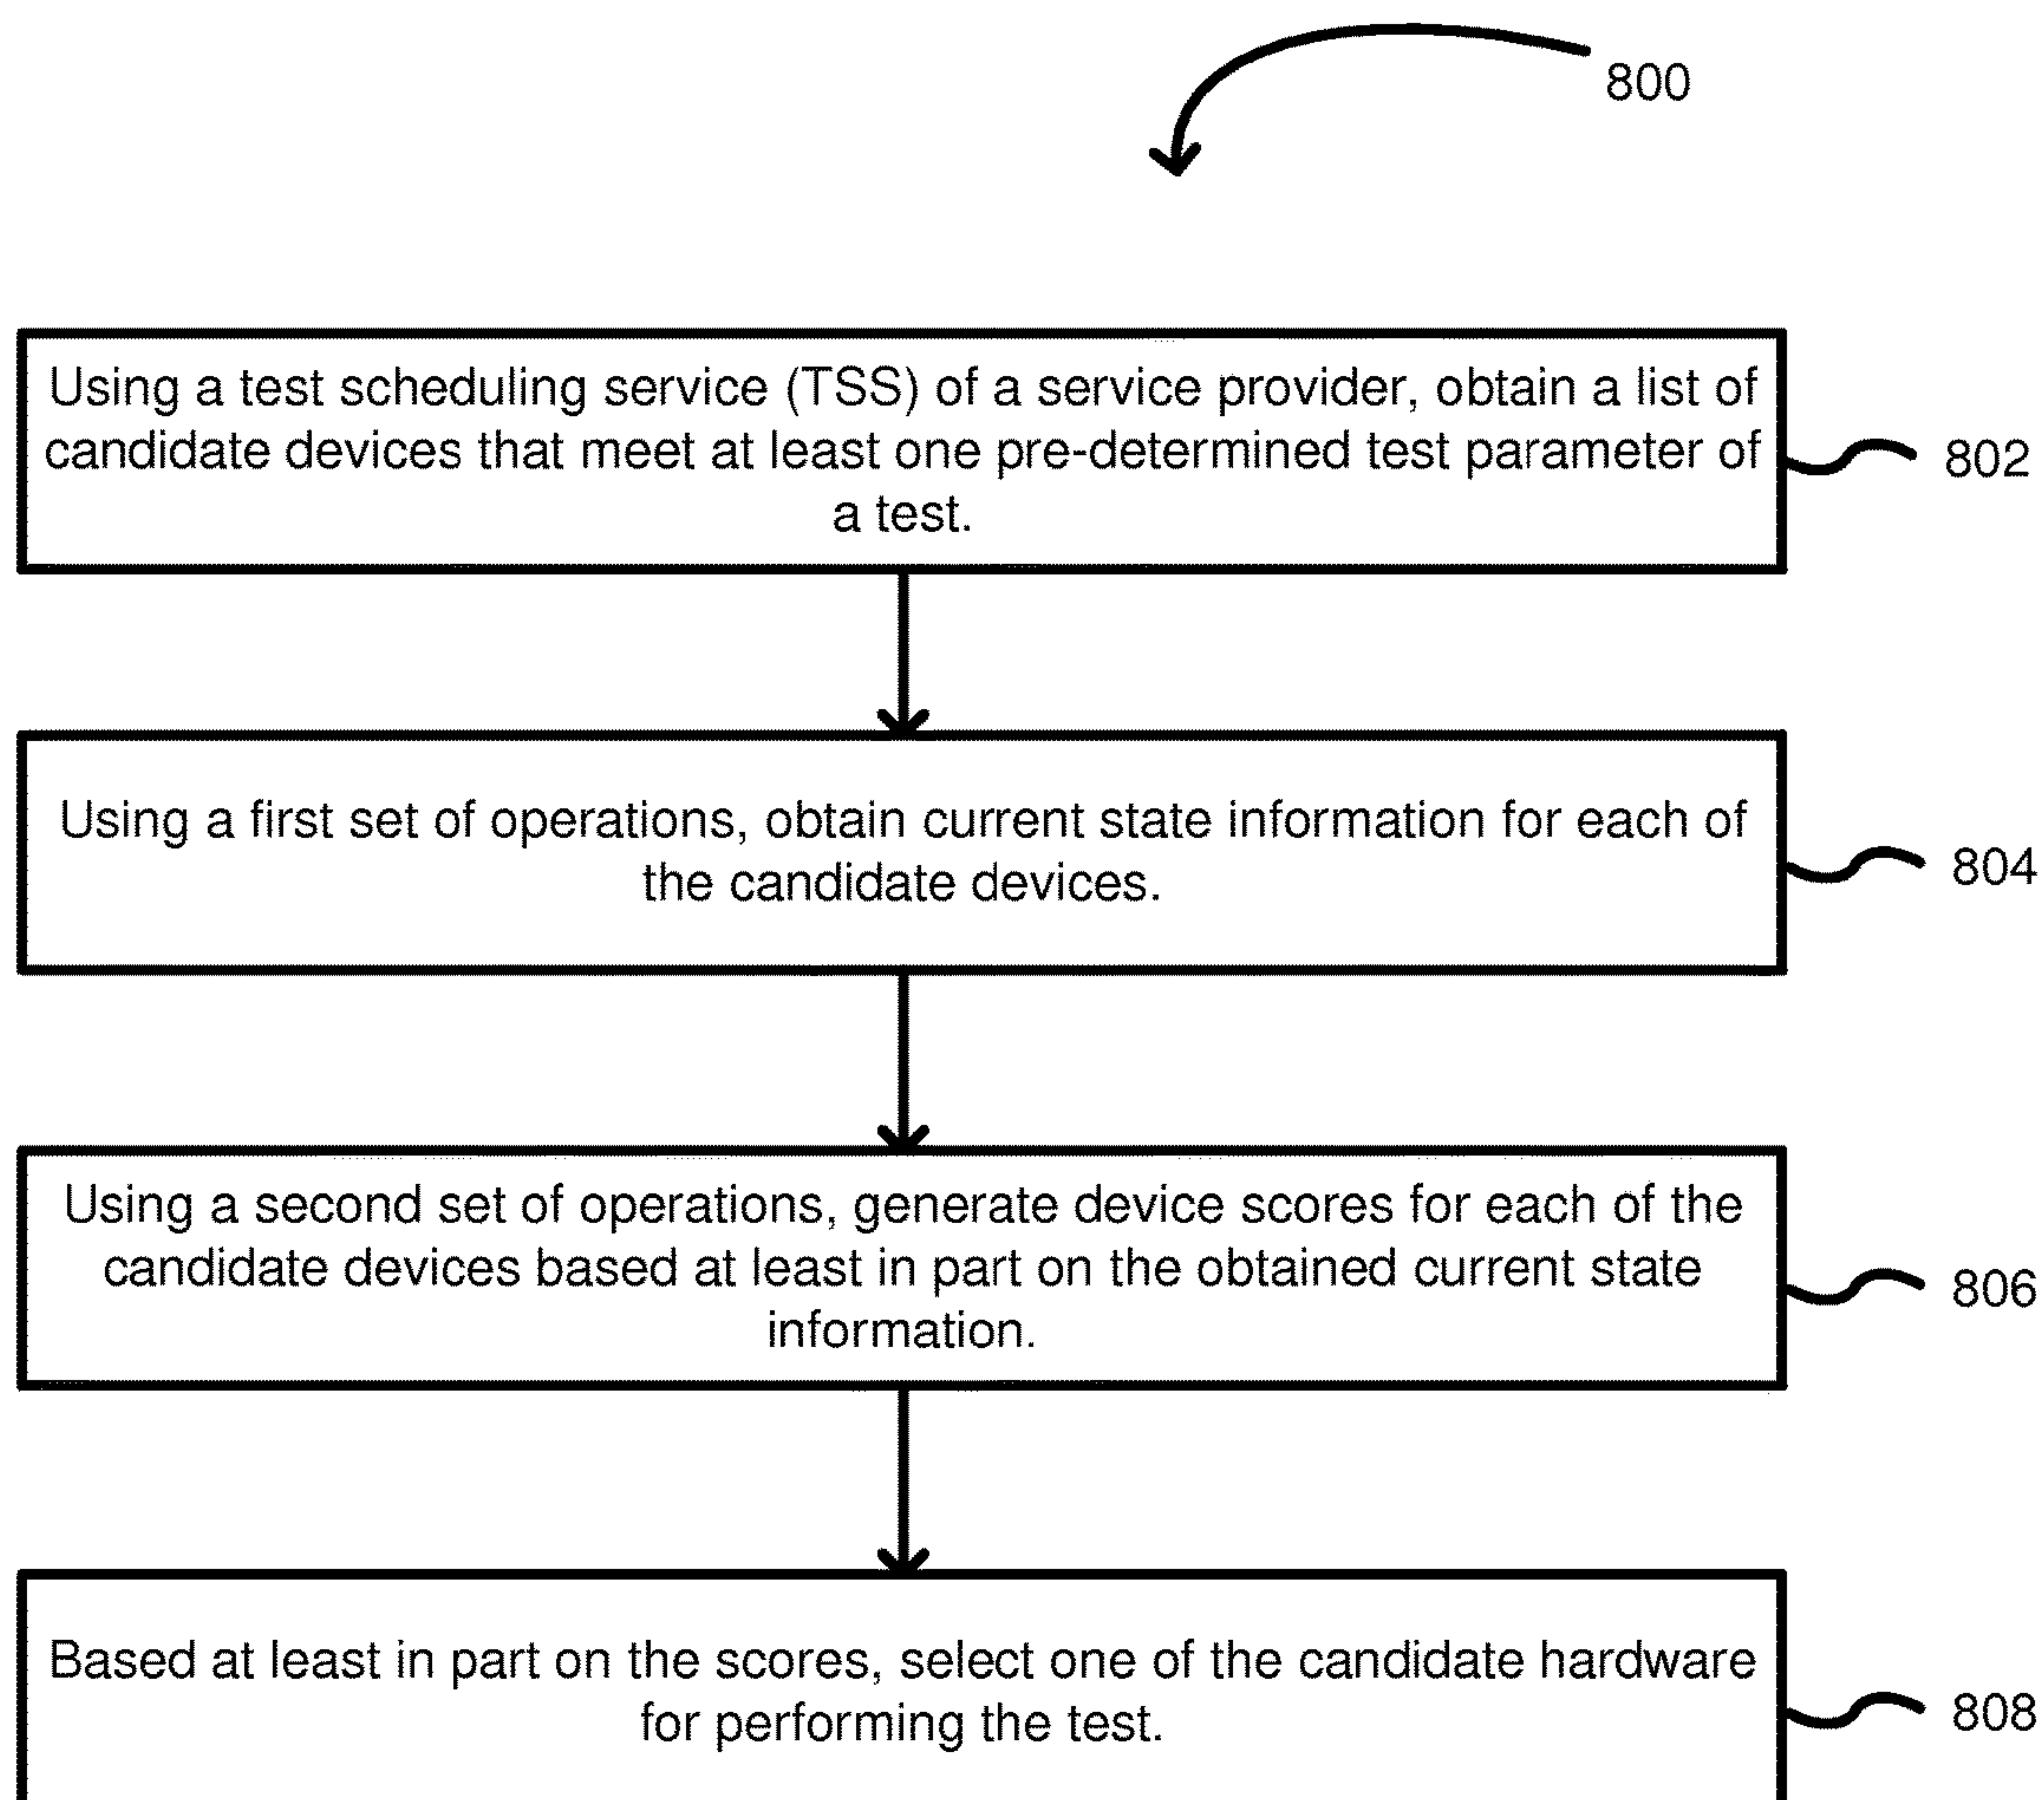 800
Using a test scheduling service (TSS) of a service provider, obtain a list of
candidate devices that meet at least one pre-determined test parameter of
a test.
802
Using a first set of operations, obtain current state information for each of
the candidate devices.
804
Using a second set of operations, generate device scores for each of the
candidate devices based at least in part on the obtained current state
information.
806
Based at least in part on the scores, select one of the candidate hardware
for performing the test.
808